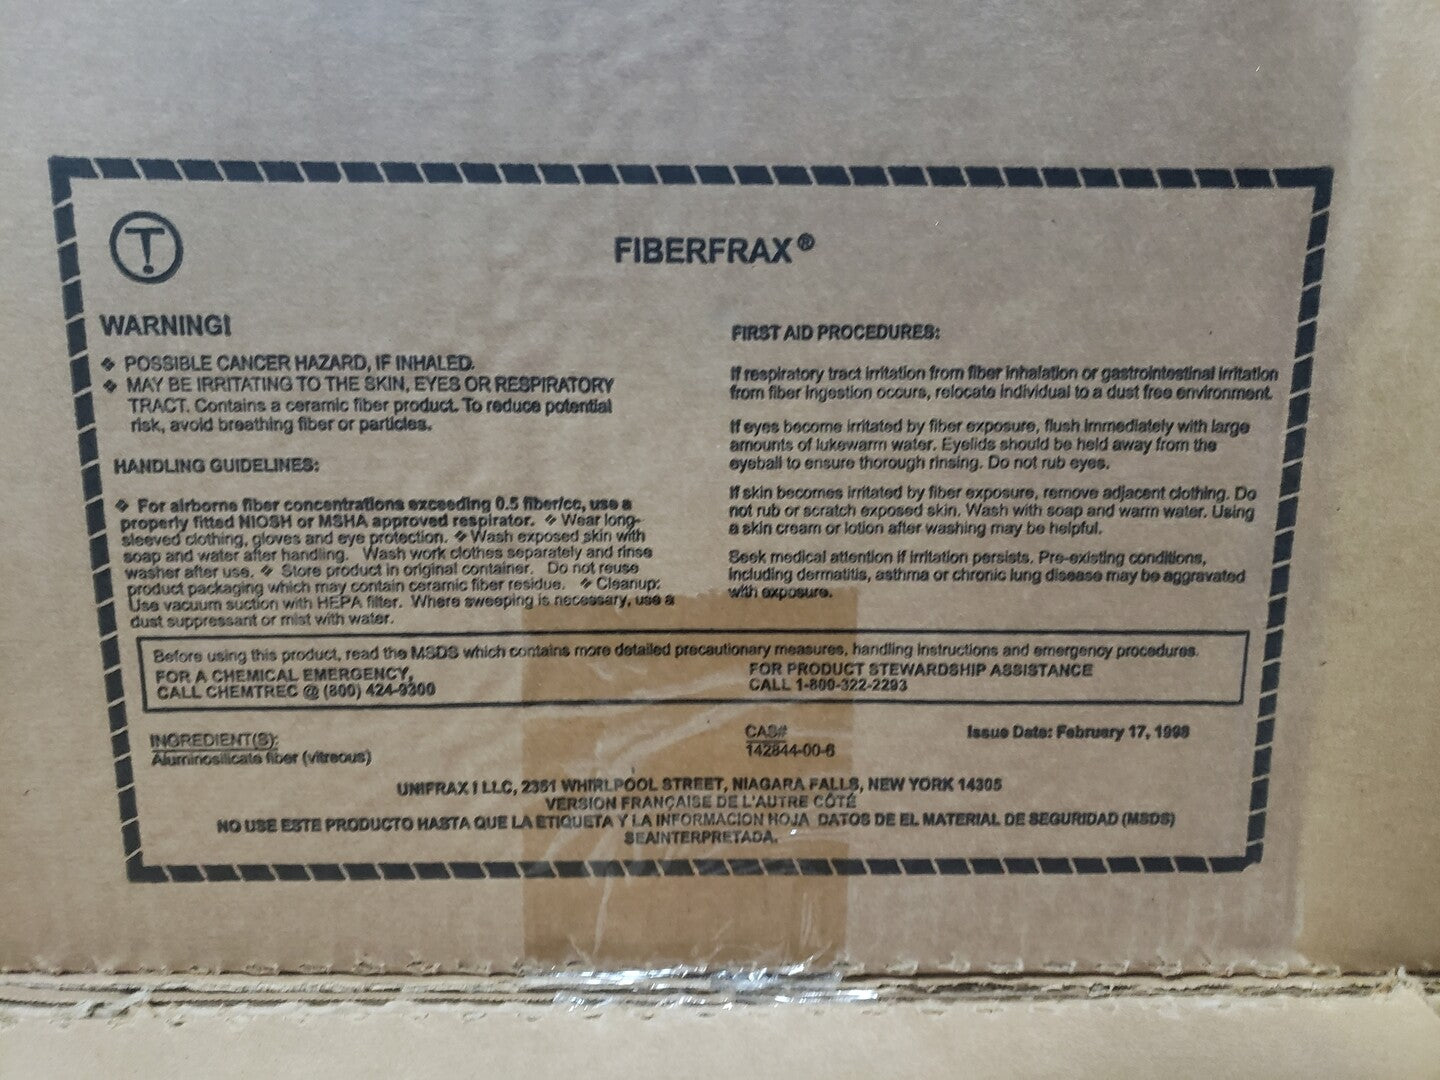 FIBERFRAX®
WARNING!
❖ POSSIBLE CANCER HAZARD, IF INHALED.
❖ MAY BE IRRITATING TO THE SKIN, EYES OR RESPIRATORY
TRACT. Contains a ceramic fiber product. To reduce potential
risk, avoid breathing fiber or particles.
HANDLING GUIDELINES:
❖ For airborne fiber concentrations exceeding 0.5 fiber/cc, use a
properly fitted NIOSH or MSHA approved respirator. ❖ Wear long-
sleeved clothing, gloves and eye protection. ❖ Wash exposed skin with
soap and water after handling. Wash work clothes separately and rinse
washer after use. ❖ Store product in original container. Do not reuse
product packaging which may contain ceramic fiber residue. ❖ Cleanup:
Use vacuum suction with HEPA filter. Where sweeping is necessary, use a
dust suppressant or mist with water.
FIRST AID PROCEDURES:
If respiratory tract irritation from fiber inhalation or gastrointestinal irritation
from fiber ingestion occurs, relocate individual to a dust free environment.
If eyes become irritated by fiber exposure, flush immediately with large
amounts of lukewarm water. Eyelids should be held away from the
eyeball to ensure thorough rinsing. Do not rub eyes.
If skin becomes irritated by fiber exposure, remove adjacent clothing. Do
not rub or scratch exposed skin. Wash with soap and warm water. Using
a skin cream or lotion after washing may be helpful.
Seek medical attention if irritation persists. Pre-existing conditions,
including dermatitis, asthma or chronic lung disease may be aggravated
with exposure.
Before using this product, read the MSDS which contains more detailed precautionary measures, handling instructions and emergency procedures.
FOR A CHEMICAL EMERGENCY,
CALL CHEMTREC @ (800) 424-9300
FOR PRODUCT STEWARDSHIP ASSISTANCE
CALL 1-800-322-2293
INGREDIENT(S):
Aluminosilicate fiber (vitreous)
CAS#
142844-00-6
Issue Date: February 17, 1998
UNIFRAX I LLC, 2351 WHIRLPOOL STREET, NIAGARA FALLS, NEW YORK 14305
VERSION FRANÇAISE DE L'AUTRE CÔTÉ
NO USE ESTE PRODUCTO HASTA QUE LA ETIQUETA Y LA INFORMACION HOJA DATOS DE EL MATERIAL DE SEGURIDAD (MSDS)
SEAINTERPRETADA.